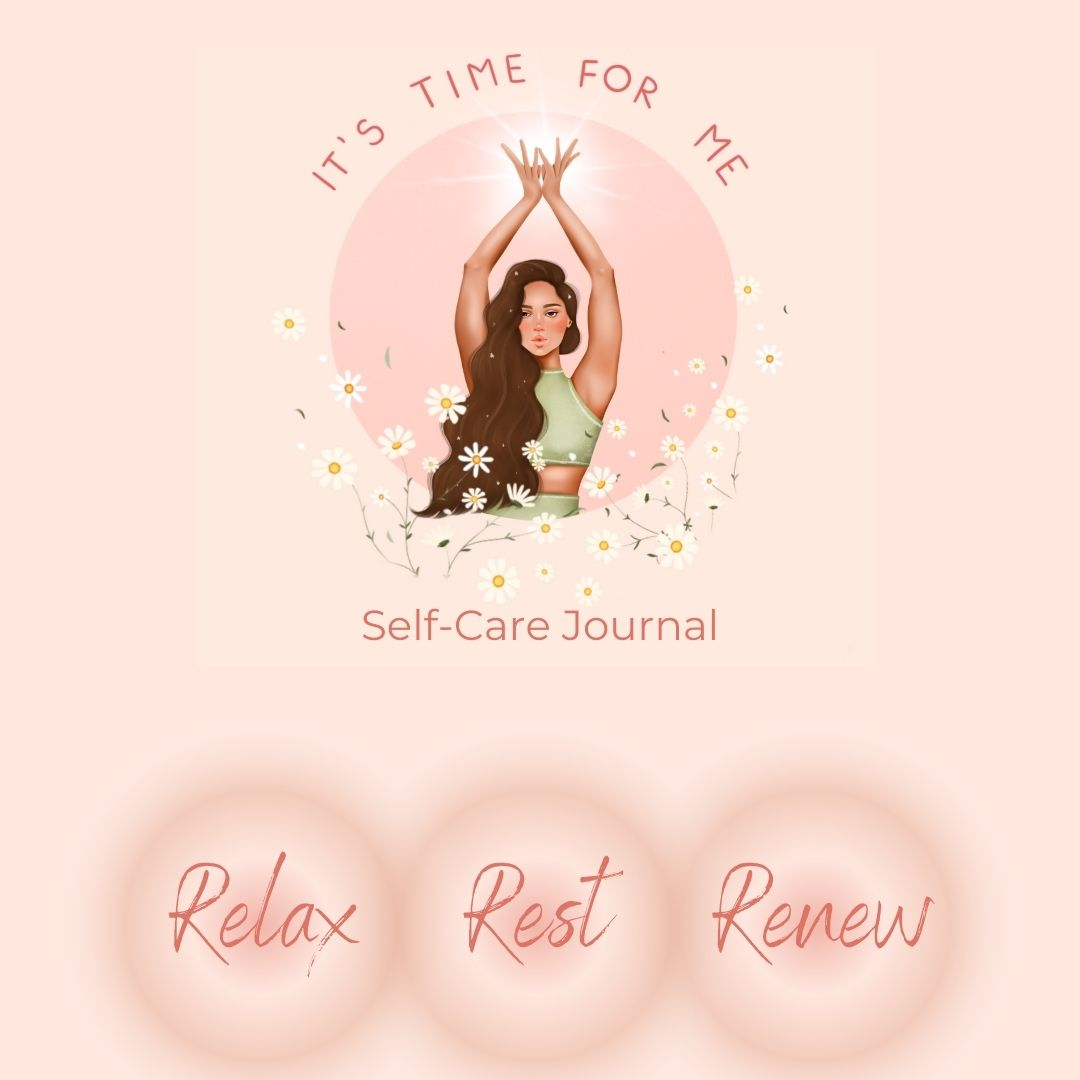 IT'S TIME FOR ME
Self-Care Journal
Relax Rest Renew